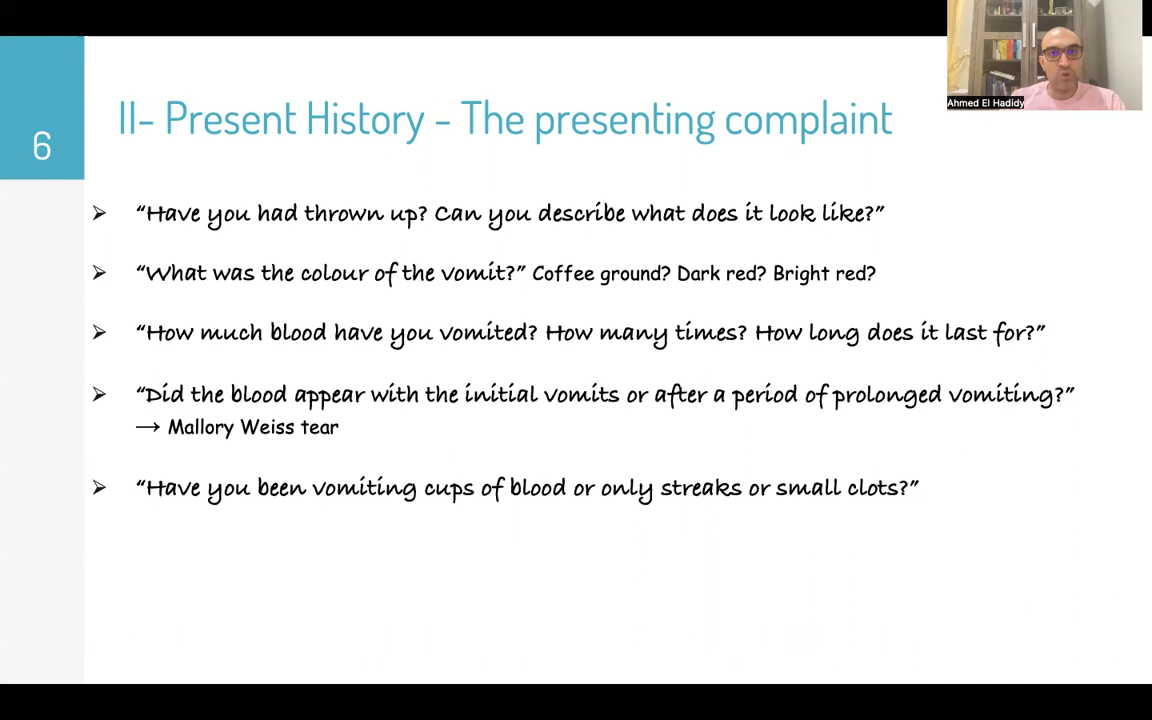 Ahmed El Hadidy
6
II- Present History - The presenting complaint
➢ “Have you had thrown up? Can you describe what does it look like?”
➢ “What was the colour of the vomit?” Coffee ground? Dark red? Bright red?
➢ “How much blood have you vomited? How many times? How long does it last for?”
➢ “Did the blood appear with the initial vomits or after a period of prolonged vomiting?”
→ Mallory Weiss tear
➢ “Have you been vomiting cups of blood or only streaks or small clots?”